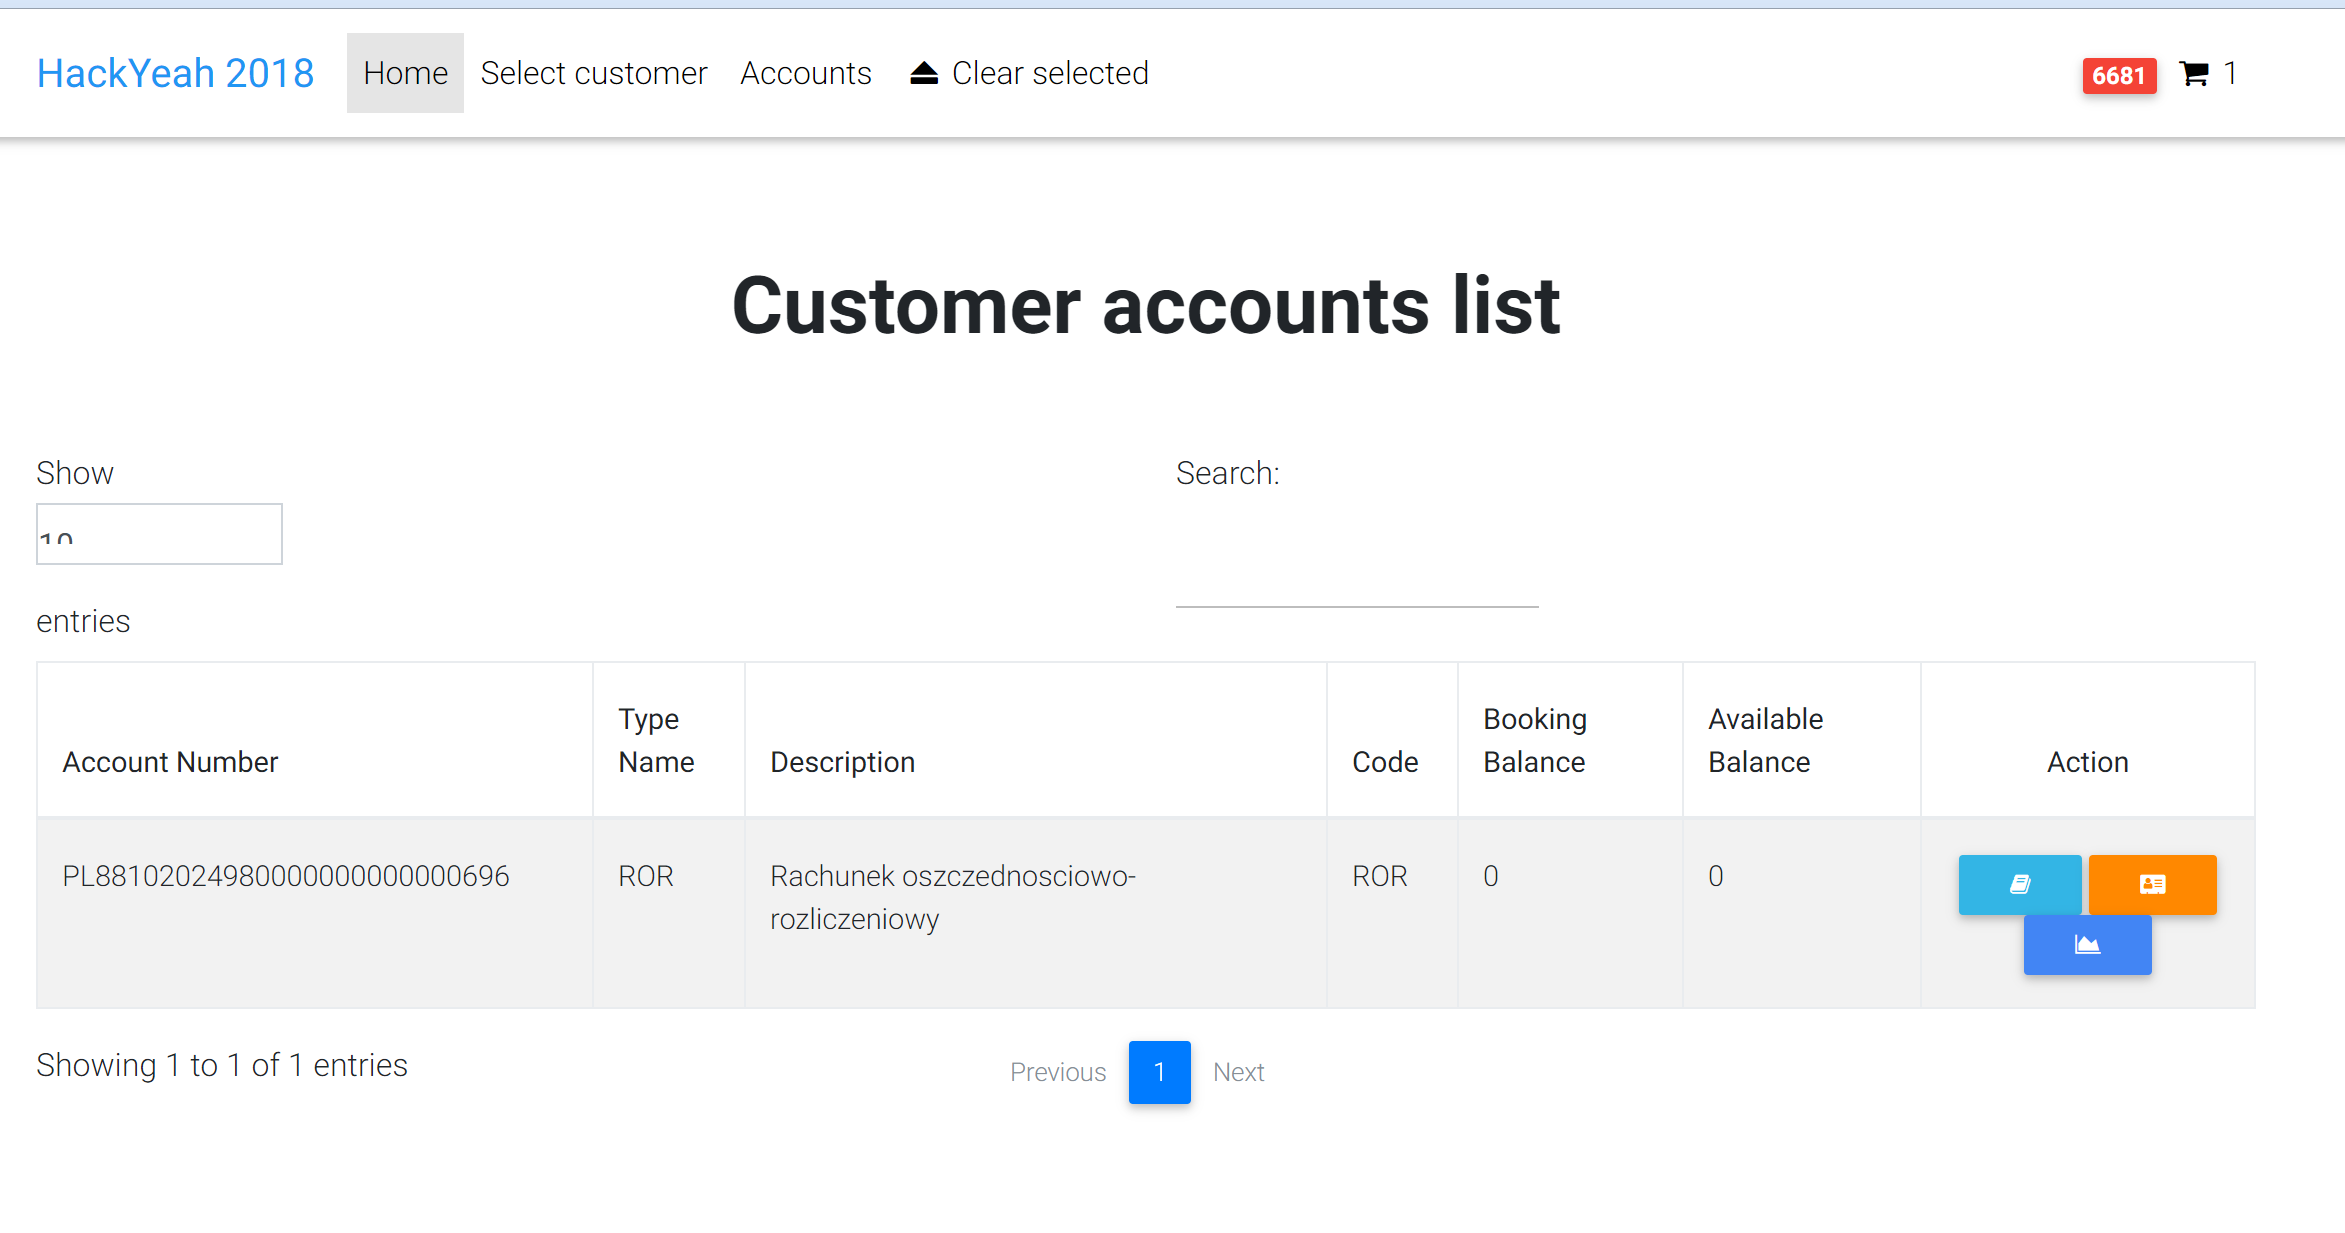 HackYeah 2018 Home Select customer Accounts Clear selected 6681 1
Customer accounts list
Show
Search:
10
entries
Account Number Type Name Description Code Booking Balance Available Balance Action
PL88102024980000000000000696 ROR Rachunek oszczednosciowo-
rozliczeniowy
ROR 0 0
Showing 1 to 1 of 1 entries
Previous 1 Next